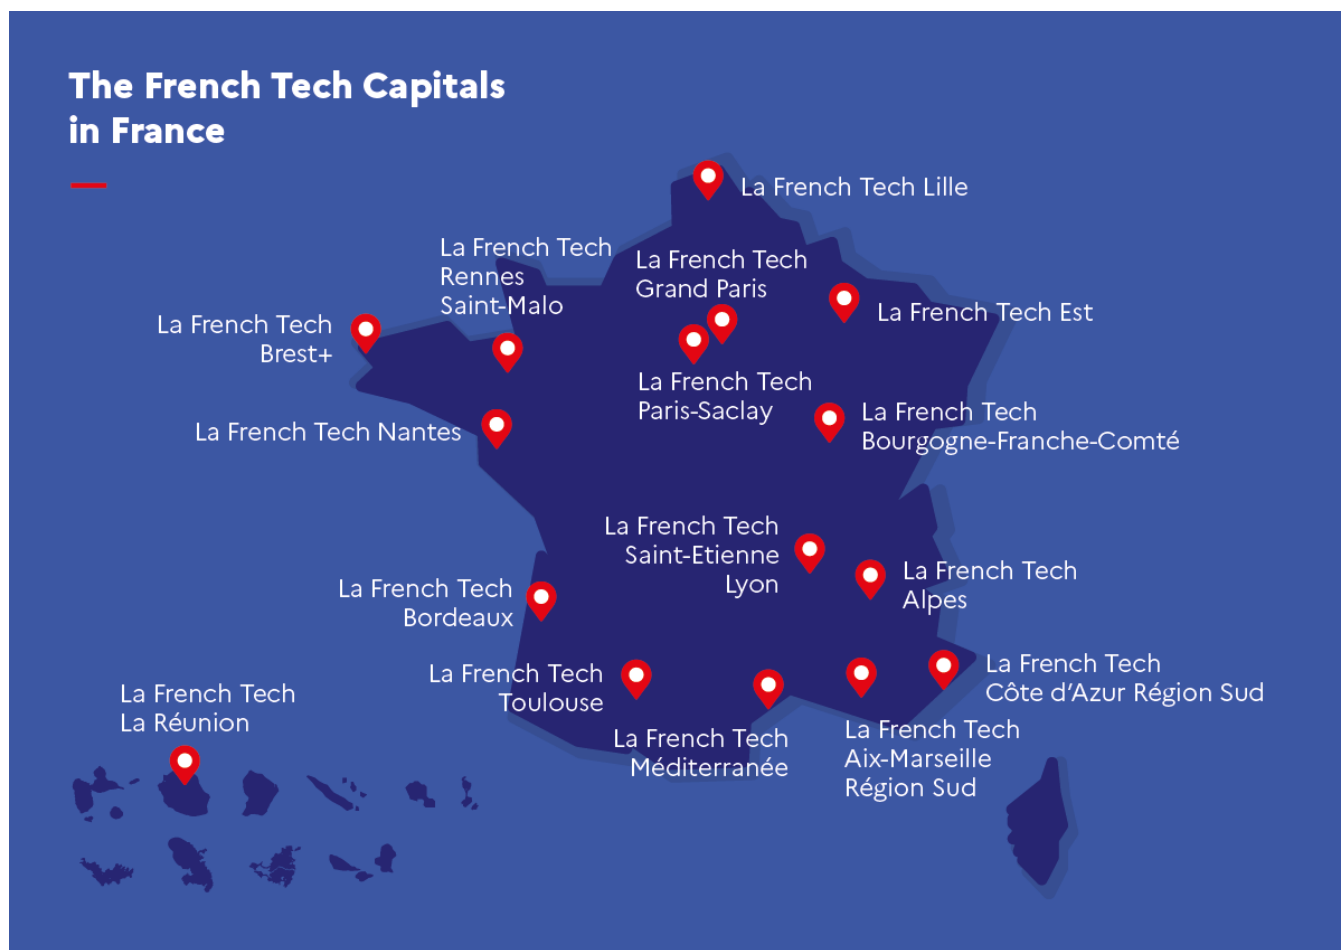 The French Tech Capitals
in France
La French Tech Lille
La French Tech
Rennes
Saint-Malo
La French Tech
Grand Paris
La French Tech Est
La French Tech
Brest+
La French Tech
Paris-Saclay
La French Tech Nantes
La French Tech
Bourgogne-Franche-Comté
La French Tech
Saint-Etienne
Lyon
La French Tech
Alpes
La French Tech
Bordeaux
La French Tech
Toulouse
La French Tech
Côte d’Azur Région Sud
La French Tech
La Réunion
La French Tech
Méditerranée
La French Tech
Aix-Marseille
Région Sud